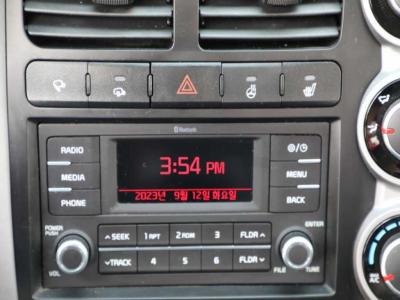 Bluetooth
RADIO
MEDIA
PHONE
3:54 PM
2023년 9월 12일 화요일
MENU
BACK
POWER
PUSH
VOL
SEEK
TRACK
1 RPT
2 RDM
3
4
5
6
FLDR
FLDR
ENTER
FILE
TUNE
A/C